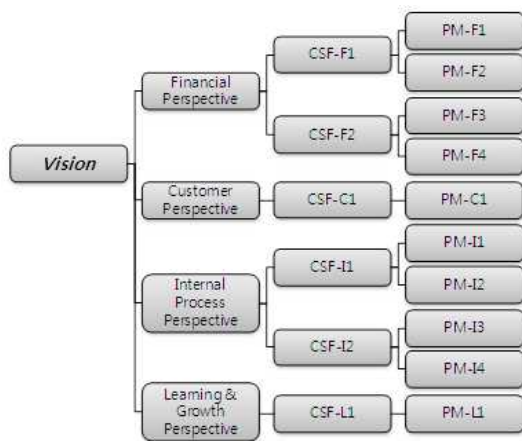 Vision
Financial
Perspective
CSF-F1
PM-F1
PM-F2
CSF-F2
PM-F3
PM-F4
Customer
Perspective
CSF-C1
PM-C1
Internal
Process
Perspective
CSF-I1
PM-I1
PM-I2
CSF-I2
PM-I3
PM-I4
Learning &
Growth
Perspective
CSF-L1
PM-L1